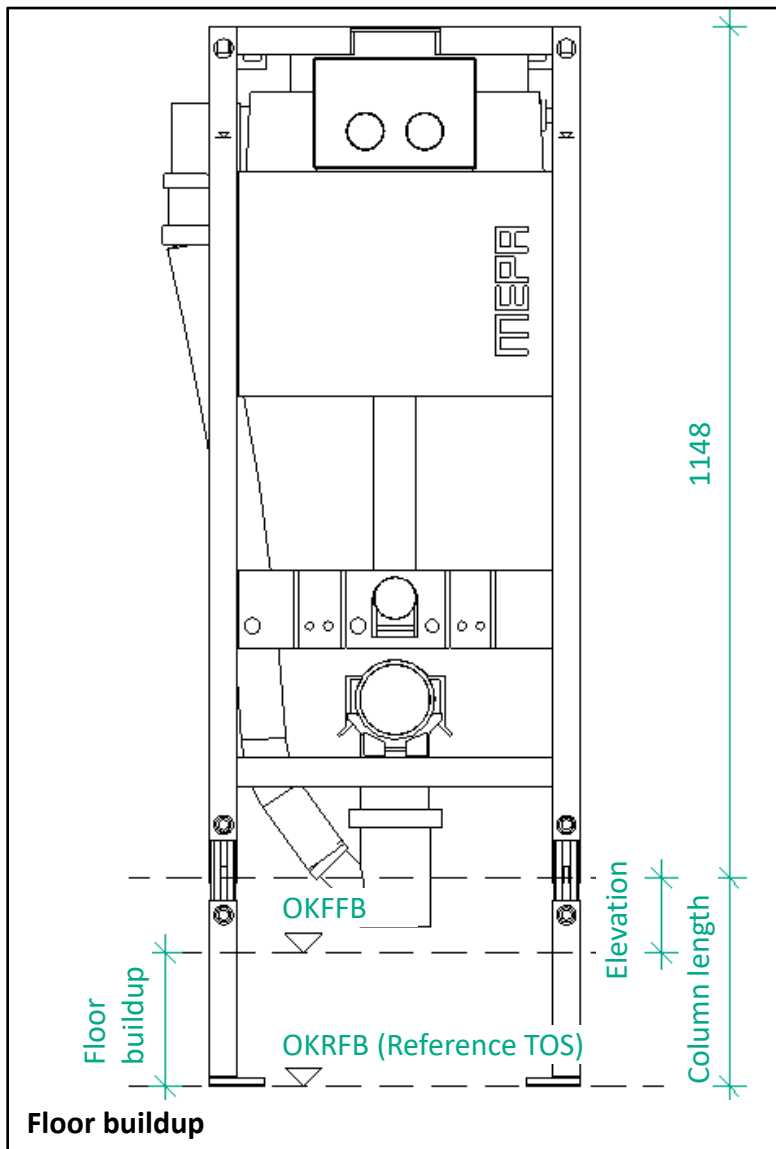 MEPA
1148
OKFFB
Elevation
Column length
Floor
buildup
OKRFB (Reference TOS)
Floor buildup